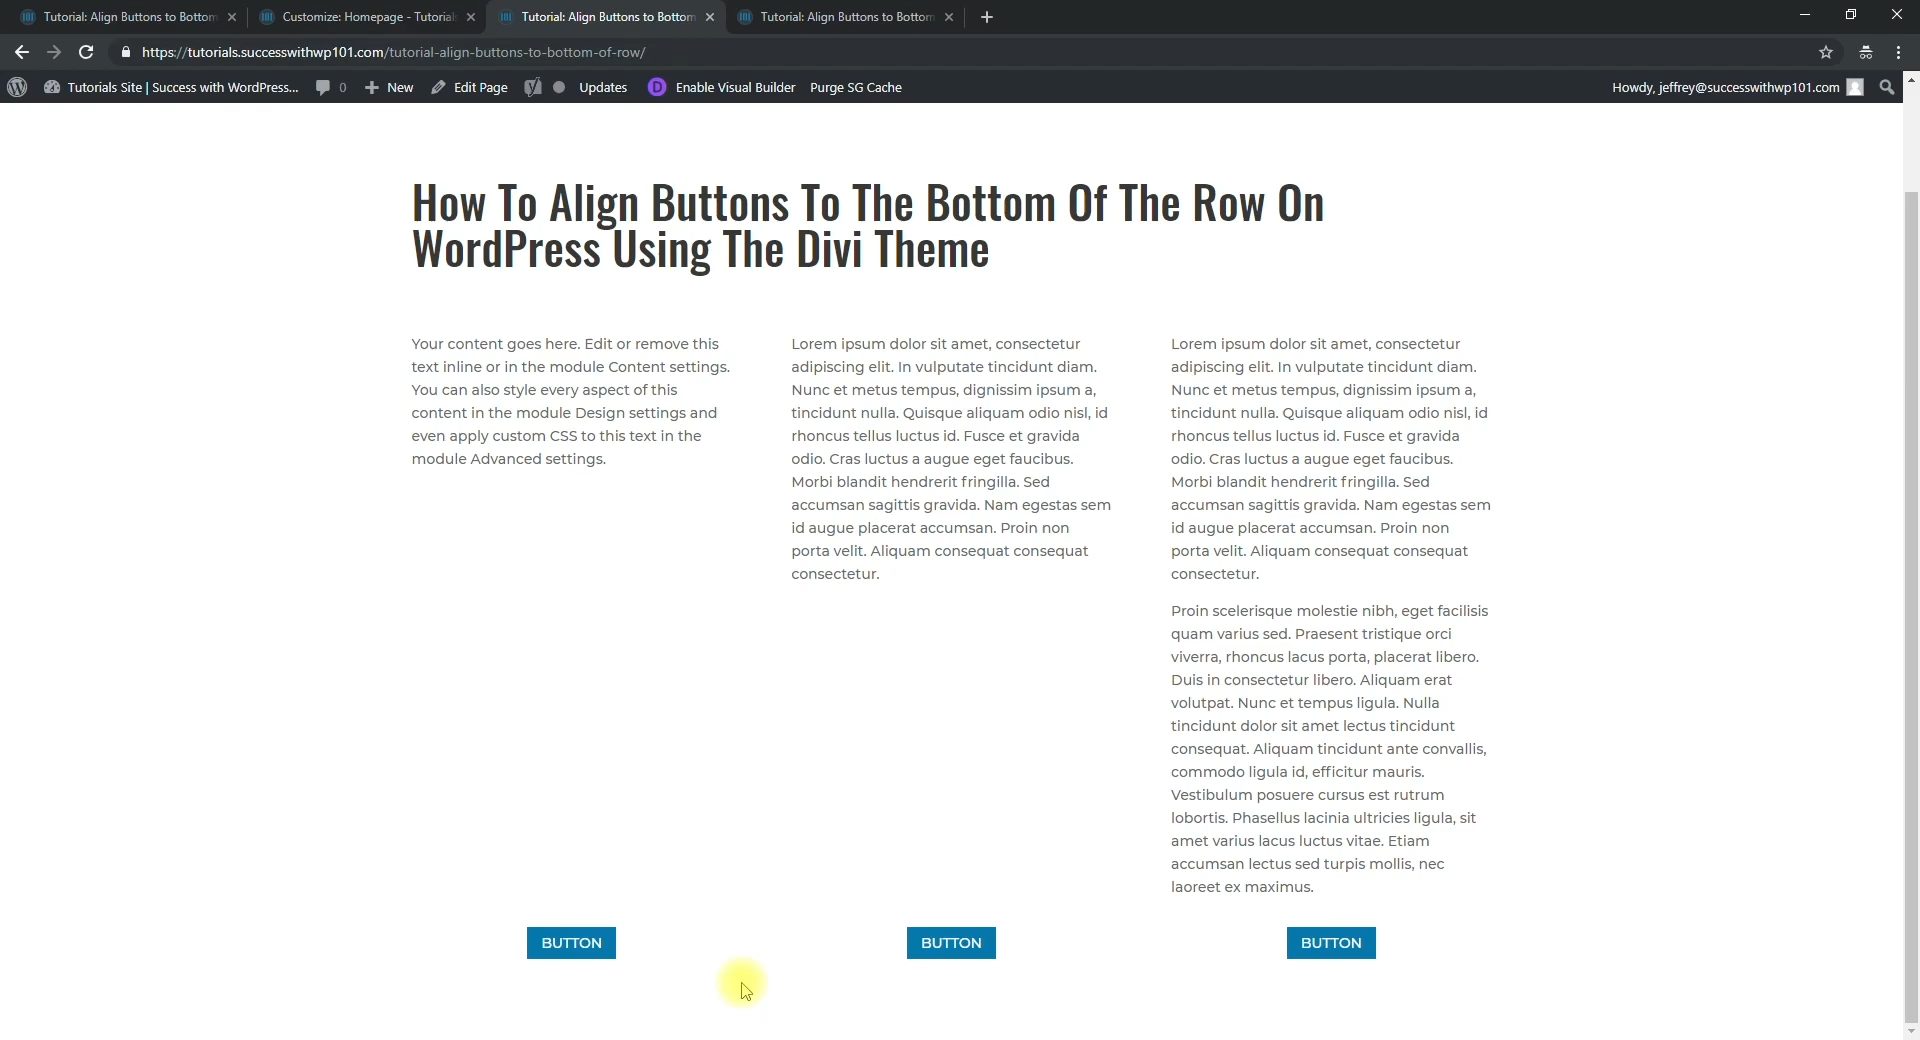 Tutorial: Align Buttons to Bottom
Customize: Homepage - Tutorials
Tutorial: Align Buttons to Bottom
Tutorial: Align Buttons to Bottom
https://tutorials.successwithwp101.com/tutorial-align-buttons-to-bottom-of-row/
Tutorials Site | Success with WordPress... 0 New Edit Page Updates D Enable Visual Builder Purge SG Cache Howdy, jeffrey@successwithwp101.com
How To Align Buttons To The Bottom Of The Row On
WordPress Using The Divi Theme
Your content goes here. Edit or remove this
text inline or in the module Content settings.
You can also style every aspect of this
content in the module Design settings and
even apply custom CSS to this text in the
module Advanced settings.
BUTTON
Lorem ipsum dolor sit amet, consectetur
adipiscing elit. In vulputate tincidunt diam.
Nunc et metus tempus, dignissim ipsum a,
tincidunt nulla. Quisque aliquam odio nisl, id
rhoncus tellus luctus id. Fusce et gravida
odio. Cras luctus a augue eget faucibus.
Morbi blandit hendrerit fringilla. Sed
accumsan sagittis gravida. Nam egestas sem
id augue placerat accumsan. Proin non
porta velit. Aliquam consequat consequat
consectetur.
BUTTON
Lorem ipsum dolor sit amet, consectetur
adipiscing elit. In vulputate tincidunt diam.
Nunc et metus tempus, dignissim ipsum a,
tincidunt nulla. Quisque aliquam odio nisl, id
rhoncus tellus luctus id. Fusce et gravida
odio. Cras luctus a augue eget faucibus.
Morbi blandit hendrerit fringilla. Sed
accumsan sagittis gravida. Nam egestas sem
id augue placerat accumsan. Proin non
porta velit. Aliquam consequat consequat
consectetur.
Proin scelerisque molestie nibh, eget facilisis
quam varius sed. Praesent tristique orci
viverra, rhoncus lacus porta, placerat libero.
Duis in consectetur libero. Aliquam erat
volutpat. Nunc et tempus ligula. Nulla
tincidunt dolor sit amet lectus tincidunt
consequat. Aliquam tincidunt ante convallis,
commodo ligula id, efficitur mauris.
Vestibulum posuere cursus est rutrum
lobortis. Phasellus lacinia ultricies ligula, sit
amet varius lacus luctus vitae. Etiam
accumsan lectus sed turpis mollis, nec
laoreet ex maximus.
BUTTON